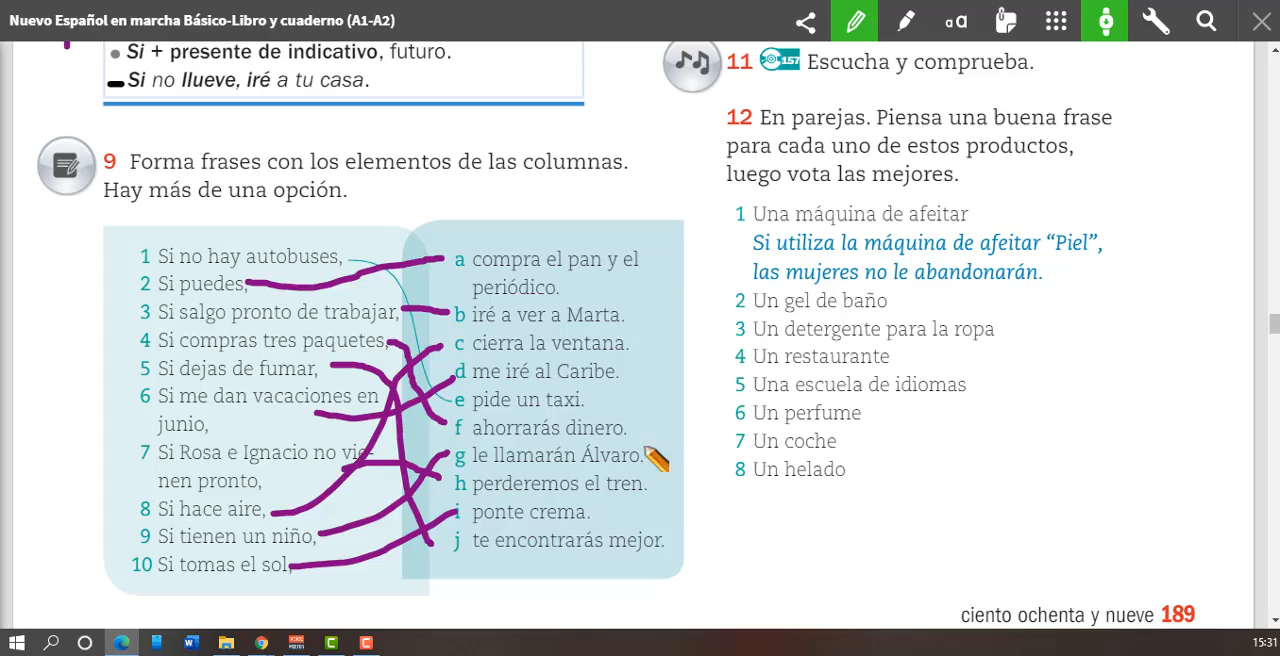 Nuevo Español en marcha Básico-Libro y cuaderno (A1-A2)
aA
Si + presente de indicativo, futuro.
Si no llueve, iré a tu casa.
9 Forma frases con los elementos de las columnas.
Hay más de una opción.
1 Si no hay autobuses,
2 Si puedes,
3 Si salgo pronto de trabajar,
4 Si compras tres paquetes,
5 Si dejas de fumar,
6 Si me dan vacaciones en
junio,
7 Si Rosa e Ignacio no vie-
nen pronto,
8 Si hace aire,
9 Si tienen un niño,
10 Si tomas el sol,
a compra el pan y el
periódico.
b iré a ver a Marta.
c cierra la ventana.
d me iré al Caribe.
e pide un taxi.
f ahorrarás dinero.
g le llamarán Álvaro.
h perderemos el tren.
i ponte crema.
j te encontrarás mejor.
11 157 Escucha y comprueba.
12 En parejas. Piensa una buena frase
para cada uno de estos productos,
luego vota las mejores.
1 Una máquina de afeitar
Si utiliza la máquina de afeitar “Piel”,
las mujeres no le abandonarán.
2 Un gel de baño
3 Un detergente para la ropa
4 Un restaurante
5 Una escuela de idiomas
6 Un perfume
7 Un coche
8 Un helado
ciento ochenta y nueve 189
15:31